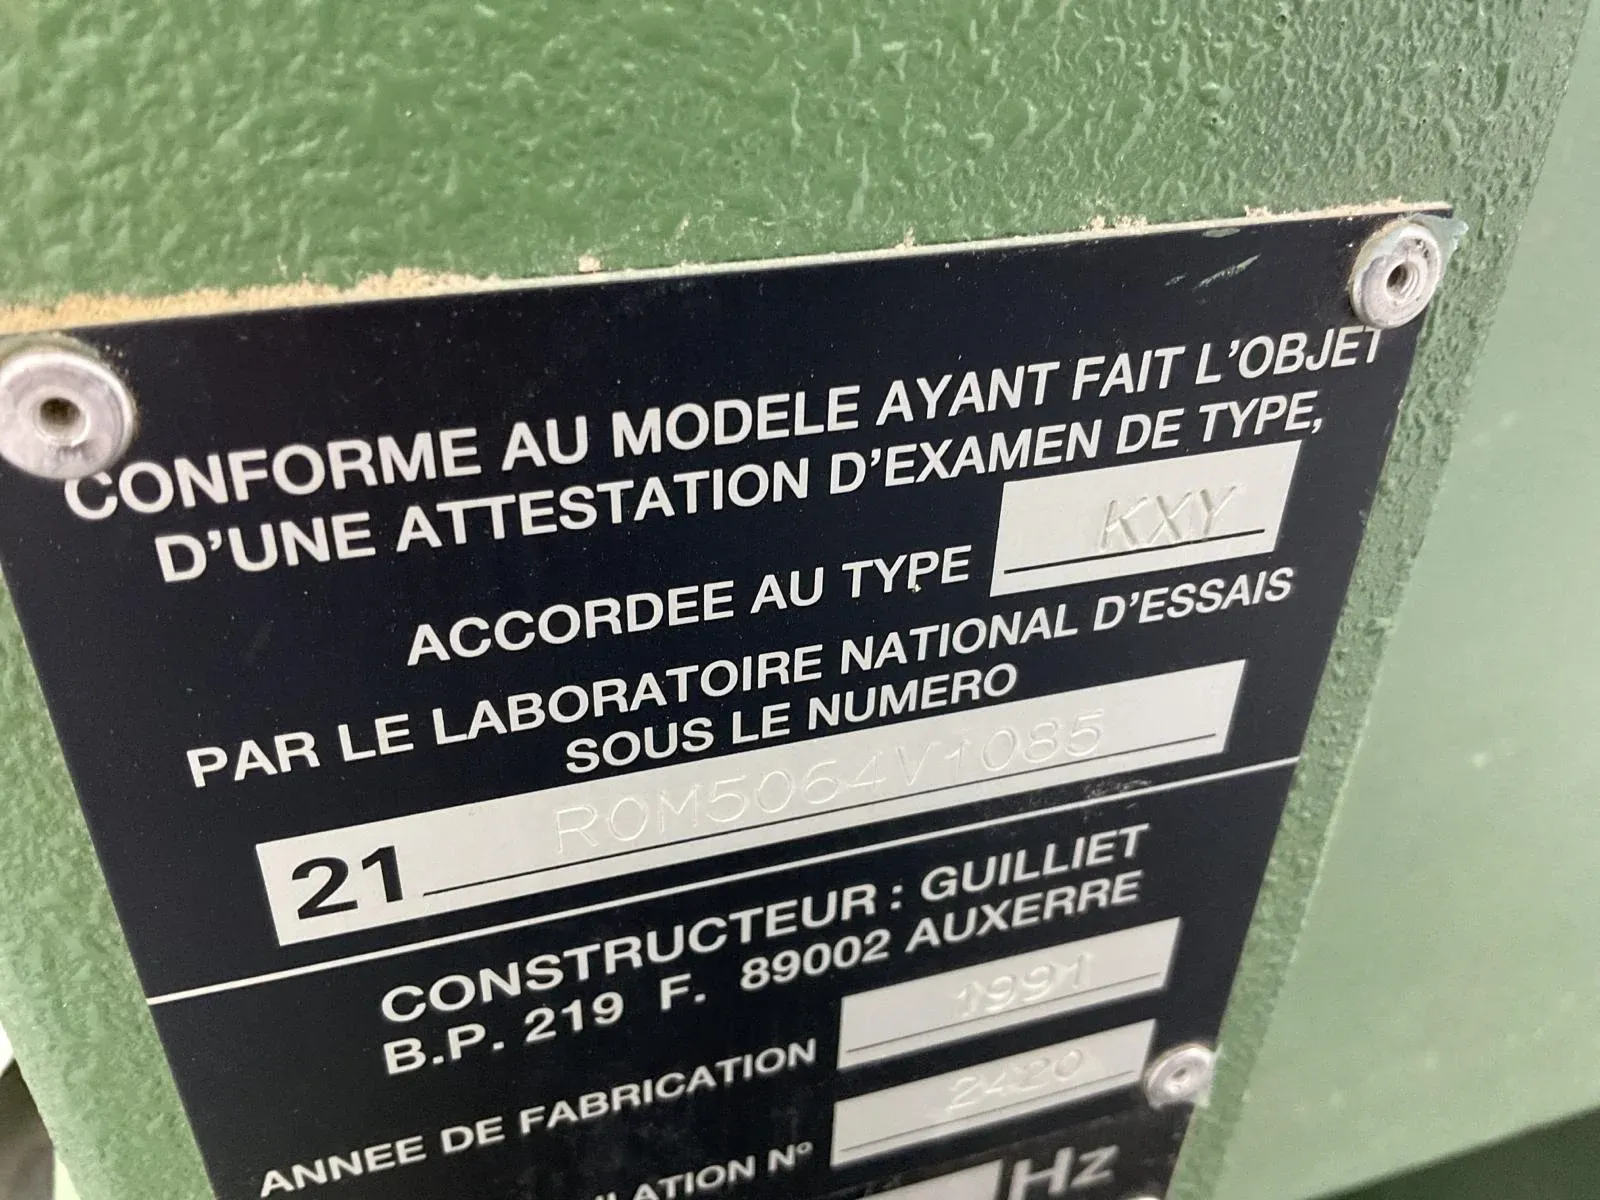 CONFORME AU MODELE AYANT FAIT L'OBJET
D'UNE ATTESTATION D'EXAMEN DE TYPE,
ACCORDEE AU TYPE KXY
PAR LE LABORATOIRE NATIONAL D'ESSAIS
SOUS LE NUMERO
21 ROM5064V1085
CONSTRUCTEUR : GUILLIET
B.P. 219 F. 89002 AUXERRE
ANNEE DE FABRICATION 1991
N° 2420
Hz